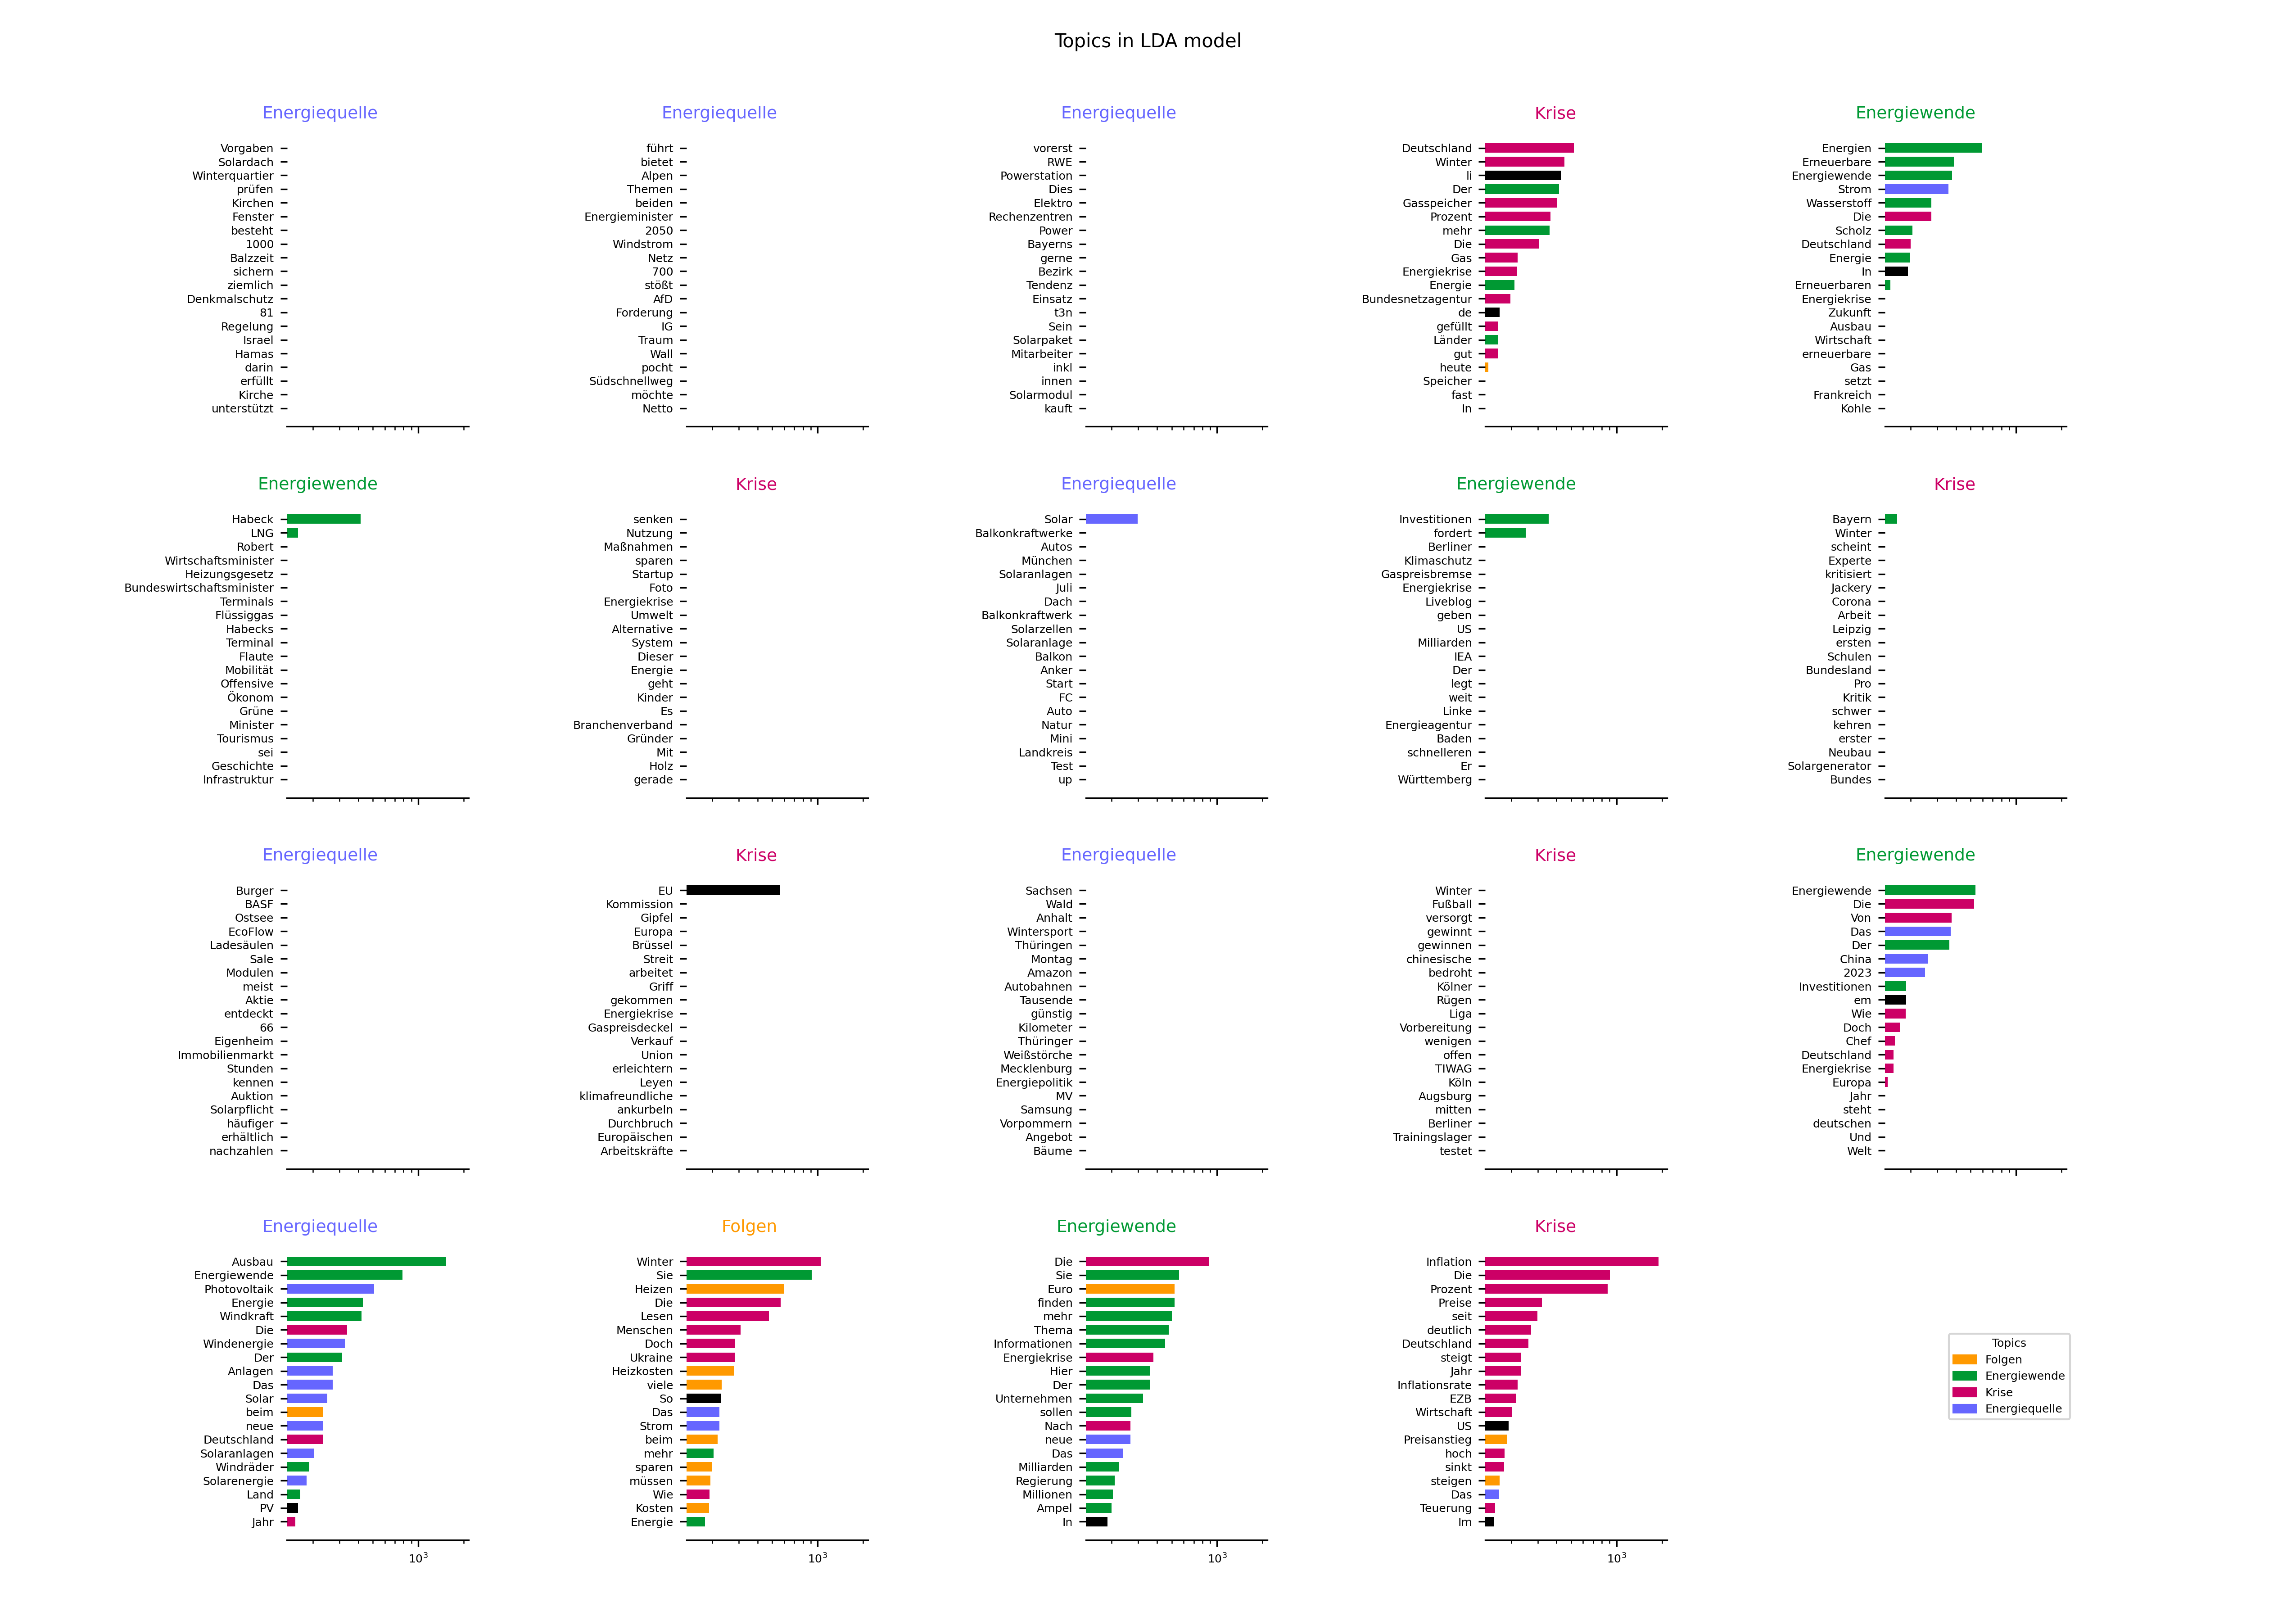 Topics in LDA model
Energiequelle
Vorgaben
Solardach
Winterquartier
prüfen
Kirchen
Fenster
besteht
1000
Balzzeit
sichern
ziemlich
Denkmalschutz
81
Regelung
Israel
Hamas
darin
erfüllt
Kirche
unterstützt
Energiequelle
führt
bietet
Alpen
Themen
beiden
Energieminister
2050
Windstrom
Netz
700
stößt
AfD
Forderung
IG
Traum
Wall
pocht
Südschnellweg
möchte
Netto
Energiequelle
vorerst
RWE
Powerstation
Dies
Elektro
Rechenzentren
Power
Bayerns
gerne
Bezirk
Tendenz
Einsatz
t3n
Sein
Solarpaket
Mitarbeiter
inkl
innen
Solarmodul
kauft
Krise
Deutschland
Winter
li
Der
Gasspeicher
Prozent
mehr
Die
Gas
Energiekrise
Energie
Bundesnetzagentur
de
gefüllt
Länder
gut
heute
Speicher
fast
In
Energiewende
Energien
Erneuerbare
Energiewende
Strom
Wasserstoff
Die
Scholz
Deutschland
Energie
In
Erneuerbaren
Energiekrise
Zukunft
Ausbau
Wirtschaft
erneuerbare
Gas
setzt
Frankreich
Kohle
Energiewende
Habeck
LNG
Robert
Wirtschaftsminister
Heizungsgesetz
Bundeswirtschaftsminister
Terminals
Flüssiggas
Habecks
Terminal
Flaute
Mobilität
Offensive
Ökonom
Grüne
Minister
Tourismus
sei
Geschichte
Infrastruktur
Krise
senken
Nutzung
Maßnahmen
sparen
Startup
Foto
Energiekrise
Umwelt
Alternative
System
Dieser
Energie
geht
Kinder
Es
Branchenverband
Gründer
Mit
Holz
gerade
Energiequelle
Solar
Balkonkraftwerke
Autos
München
Solaranlagen
Juli
Dach
Balkonkraftwerk
Solarzellen
Solaranlage
Balkon
Anker
Start
FC
Auto
Natur
Mini
Landkreis
Test
up
Energiewende
Investitionen
fordert
Berliner
Klimaschutz
Gaspreisbremse
Energiekrise
Liveblog
geben
US
Milliarden
IEA
Der
legt
weit
Linke
Energieagentur
Baden
schnelleren
Er
Württemberg
Krise
Bayern
Winter
scheint
Experte
kritisiert
Jackery
Corona
Arbeit
Leipzig
ersten
Schulen
Bundesland
Pro
Kritik
schwer
kehren
erster
Neubau
Solargenerator
Bundes
Energiequelle
Burger
BASF
Ostsee
EcoFlow
Ladesäulen
Sale
Modulen
meist
Aktie
entdeckt
66
Eigenheim
Immobilienmarkt
Stunden
kennen
Auktion
Solarpflicht
häufiger
erhältlich
nachzahlen
Krise
EU
Kommission
Gipfel
Europa
Brüssel
Streit
arbeitet
Griff
gekommen
Energiekrise
Gaspreisdeckel
Verkauf
Union
erleichtern
Leyen
klimafreundliche
ankurbeln
Durchbruch
Europäischen
Arbeitskräfte
Energiequelle
Sachsen
Wald
Anhalt
Wintersport
Thüringen
Montag
Amazon
Autobahnen
Tausende
günstig
Kilometer
Thüringer
Weißstörche
Mecklenburg
Energiepolitik
MV
Samsung
Vorpommern
Angebot
Bäume
Krise
Winter
Fußball
versorgt
gewinnt
gewinnen
chinesische
bedroht
Kölner
Rügen
Liga
Vorbereitung
wenigen
offen
TIWAG
Köln
Augsburg
mitten
Berliner
Trainingslager
testet
Energiewende
Energiewende
Die
Von
Das
Der
China
2023
Investitionen
em
Wie
Doch
Chef
Deutschland
Energiekrise
Europa
Jahr
steht
deutschen
Und
Welt
Energiequelle
Ausbau
Energiewende
Photovoltaik
Energie
Windkraft
Die
Windenergie
Der
Anlagen
Das
Solar
beim
neue
Deutschland
Solaranlagen
Windräder
Solarenergie
Land
PV
Jahr
10³
Folgen
Winter
Sie
Heizen
Die
Lesen
Menschen
Doch
Ukraine
Heizkosten
viele
So
Das
Strom
beim
mehr
sparen
müssen
Wie
Kosten
Energie
10³
Energiewende
Die
Sie
Euro
finden
mehr
Thema
Informationen
Energiekrise
Hier
Der
Unternehmen
sollen
Nach
neue
Das
Milliarden
Regierung
Millionen
Ampel
In
10³
Krise
Inflation
Die
Prozent
Preise
seit
deutlich
Deutschland
steigt
Jahr
Inflationsrate
EZB
Wirtschaft
US
Preisanstieg
hoch
sinkt
steigen
Das
Teuerung
Im
10³
Topics
Folgen
Energiewende
Krise
Energiequelle